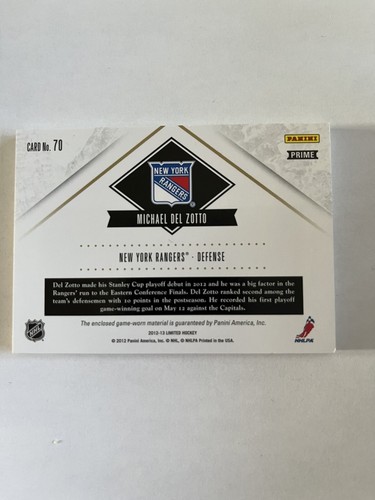 CARD No. 70
PANINI
PRIME
NEW YORK
RANGERS
MICHAEL DEL ZOTTO
NEW YORK RANGERS® · DEFENSE
Del Zotto made his Stanley Cup playoff debut in 2012 and he was a big factor in the
Rangers' run to the Eastern Conference Finals. Del Zotto ranked second among the
team's defensemen with 10 points in the postseason. He recorded his first playoff
game-winning goal on May 12 against the Capitals.
The enclosed game-worn material is guaranteed by Panini America, Inc.
2012-13 LIMITED HOCKEY
© 2012 Panini America, Inc. © NHL, © NHLPA Printed in the USA.
NHL
NHLPA